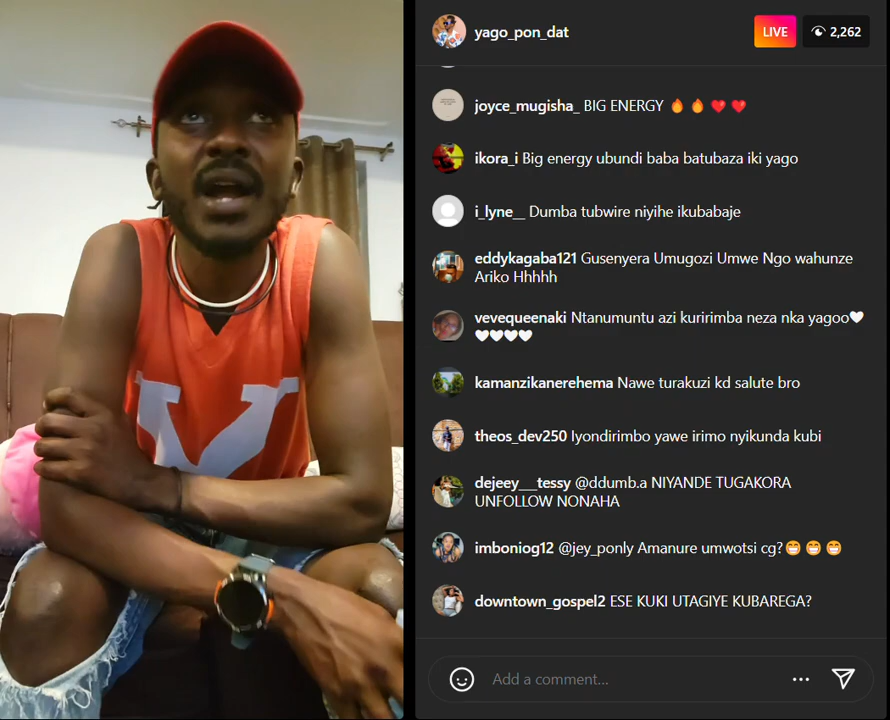 yago_pon_dat
LIVE
2,262
joyce_mugisha_ BIG ENERGY 🔥 🔥 ❤️ ❤️
ikora_i Big energy ubundi baba batubaza iki yago
i_lyne__ Dumba tubwire niyihe ikubabaje
eddykagaba121 Gusenyera Umugozi Umwe Ngo wahunze
Ariko Hhhhh
vevequeenaki Ntanumuntu azi kuririmba neza nka yagoo🤍
🤍🤍🤍🤍
kamanzikanerehema Nawe turakuzi kd salute bro
theos_dev250 Iyondirimbo yawe irimo nyikunda kubi
dejeey___tessy @ddumb.a NIYANDE TUGAKORA
UNFOLLOW NONAHA
imboniog12 @jey_ponly Amanure umwotsi cg?😁 😁 😁
downtown_gospel2 ESE KUKI UTAGIYE KUBAREGA?
Add a comment...